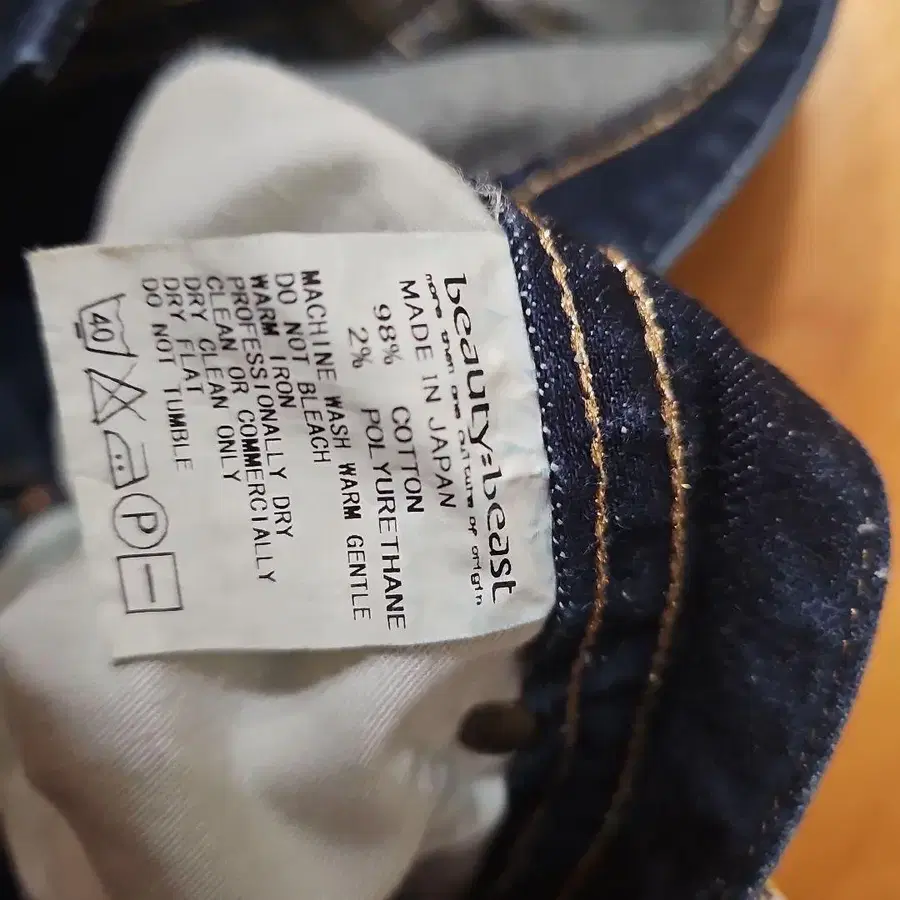 beauty:beast
more than one culture of origin
MADE IN JAPAN
98% COTTON
2% POLYURETHANE
MACHINE WASH WARM GENTLE
DO NOT BLEACH
WARM IRON
PROFESSIONALLY DRY
CLEAN OR COMMERCIALLY
DRY CLEAN ONLY
DRY FLAT
DO NOT TUMBLE
40
P